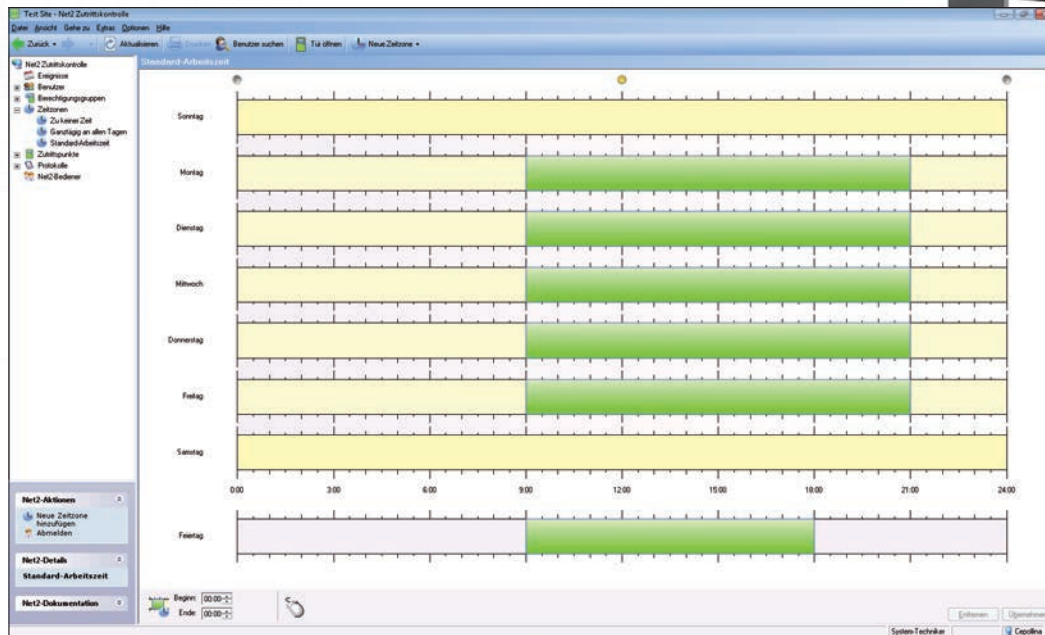 Test Site - Net2 Zutrittskontrolle
Datei Ansicht Gehe zu Extras Optionen Hilfe
Zurück Aktualisieren Drucken Benutzer suchen Tür öffnen Neue Zeitzone
Net2 Zutrittskontrolle
Ereignisse
Benutzer
Berechtigungsgruppen
Zeitzonen
Zu keiner Zeit
Ganztägig an allen Tagen
Standard-Arbeitszeit
Zutrittspunkte
Protokolle
Net2-Bediener
Standard-Arbeitszeit
Sonntag
Montag
Dienstag
Mittwoch
Donnerstag
Freitag
Samstag
0:00 3:00 6:00 9:00 12:00 15:00 18:00 21:00 24:00
Feiertag
Net2-Aktionen
Neue Zeitzone
hinzufügen
Abmelden
Net2-Details
Standard-Arbeitszeit
Net2-Dokumentation
Beginn: 00:00
Ende: 00:00
Entfernen Übernehmen
System-Techniker Cepollina